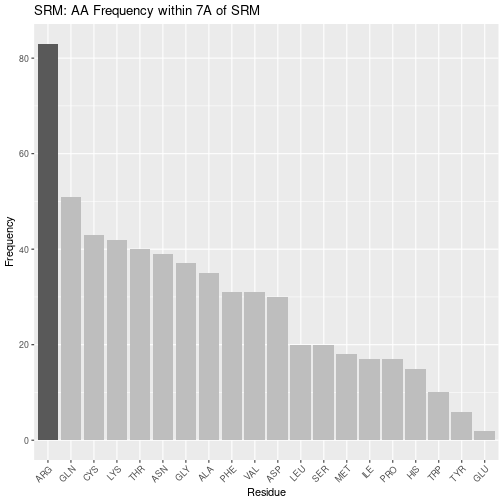 SRM: AA Frequency within 7A of SRM
80
60
40
20
0
Frequency
ARG GLN CYS LYS THR ASN GLY ALA PHE VAL ASP LEU SER MET ILE PRO HIS TRP TYR GLU
Residue